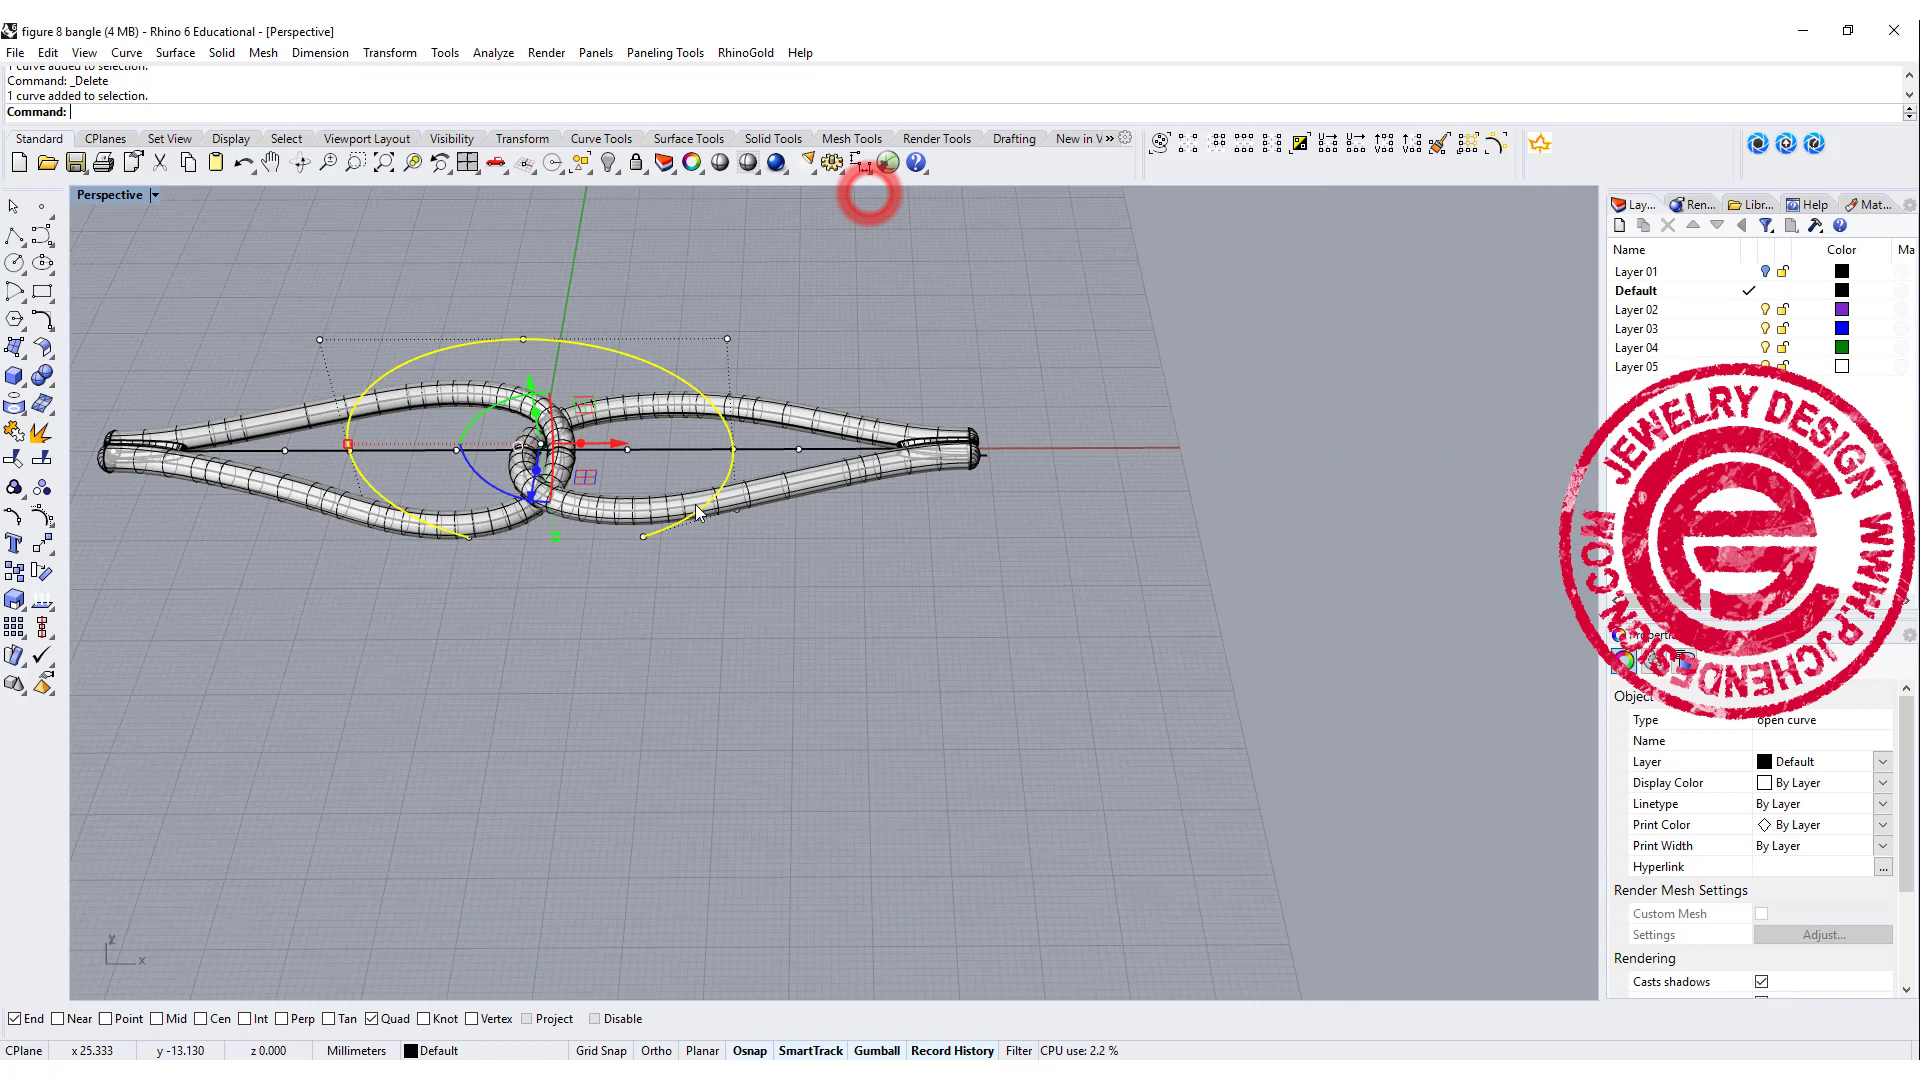 figure 8 bangle (4 MB) - Rhino 6 Educational - [Perspective]
File Edit View Curve Surface Solid Mesh Dimension Transform Tools Analyze Render Panels Paneling Tools RhinoGold Help
1 curve added to selection.
Command: _Delete
1 curve added to selection.
Command:
Standard CPlanes Set View Display Select Viewport Layout Visibility Transform Curve Tools Surface Tools Solid Tools Mesh Tools Render Tools Drafting New in V »
Perspective
Lay... Ren... Libr... Help Mat...
Name Color Ma
Layer 01
Default
Layer 02
Layer 03
Layer 04
Layer 05
JEWELRY DESIGN
WWW.PJCHENDESIGN.COM
Properti
Object
Type open curve
Name
Layer Default
Display Color By Layer
Linetype By Layer
Print Color By Layer
Print Width By Layer
Hyperlink ...
Render Mesh Settings
Custom Mesh
Settings Adjust...
Rendering
Casts shadows
y
x
End Near Point Mid Cen Int Perp Tan Quad Knot Vertex Project Disable
CPlane x 25.333 y -13.130 z 0.000 Millimeters Default Grid Snap Ortho Planar Osnap SmartTrack Gumball Record History Filter CPU use: 2.2 %